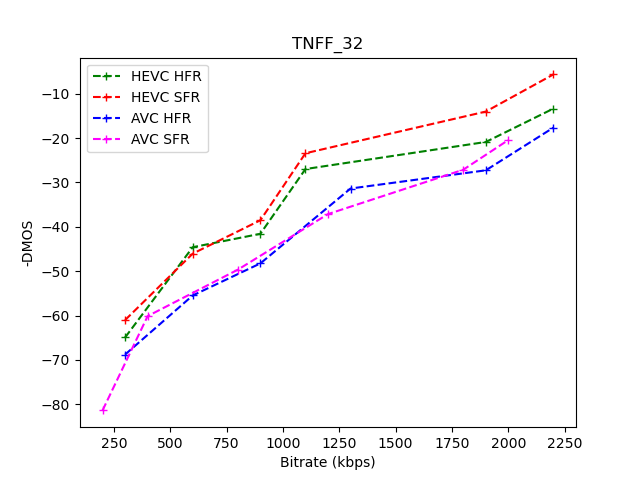 TNFF_32
HEVC HFR
HEVC SFR
AVC HFR
AVC SFR
−10
−20
−30
−40
−50
−60
−70
−80
-DMOS
250 500 750 1000 1250 1500 1750 2000 2250
Bitrate (kbps)